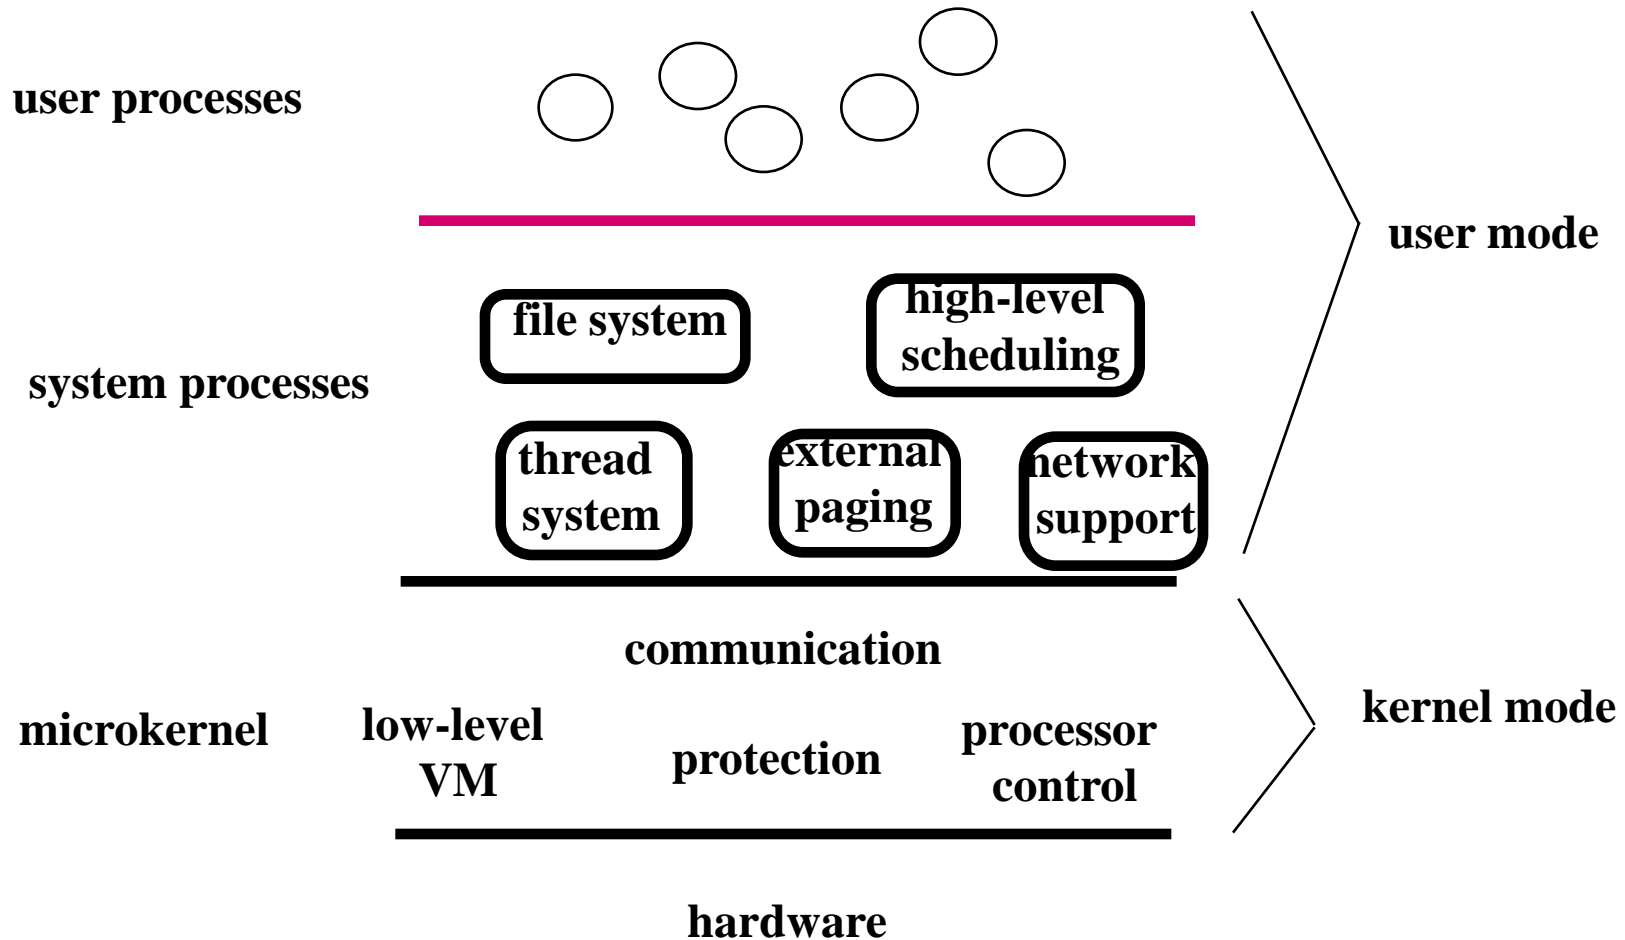 user processes
user mode
file system
high-level
scheduling
system processes
thread
system
external
paging
network
support
communication
microkernel
low-level
VM
protection
processor
control
kernel mode
hardware